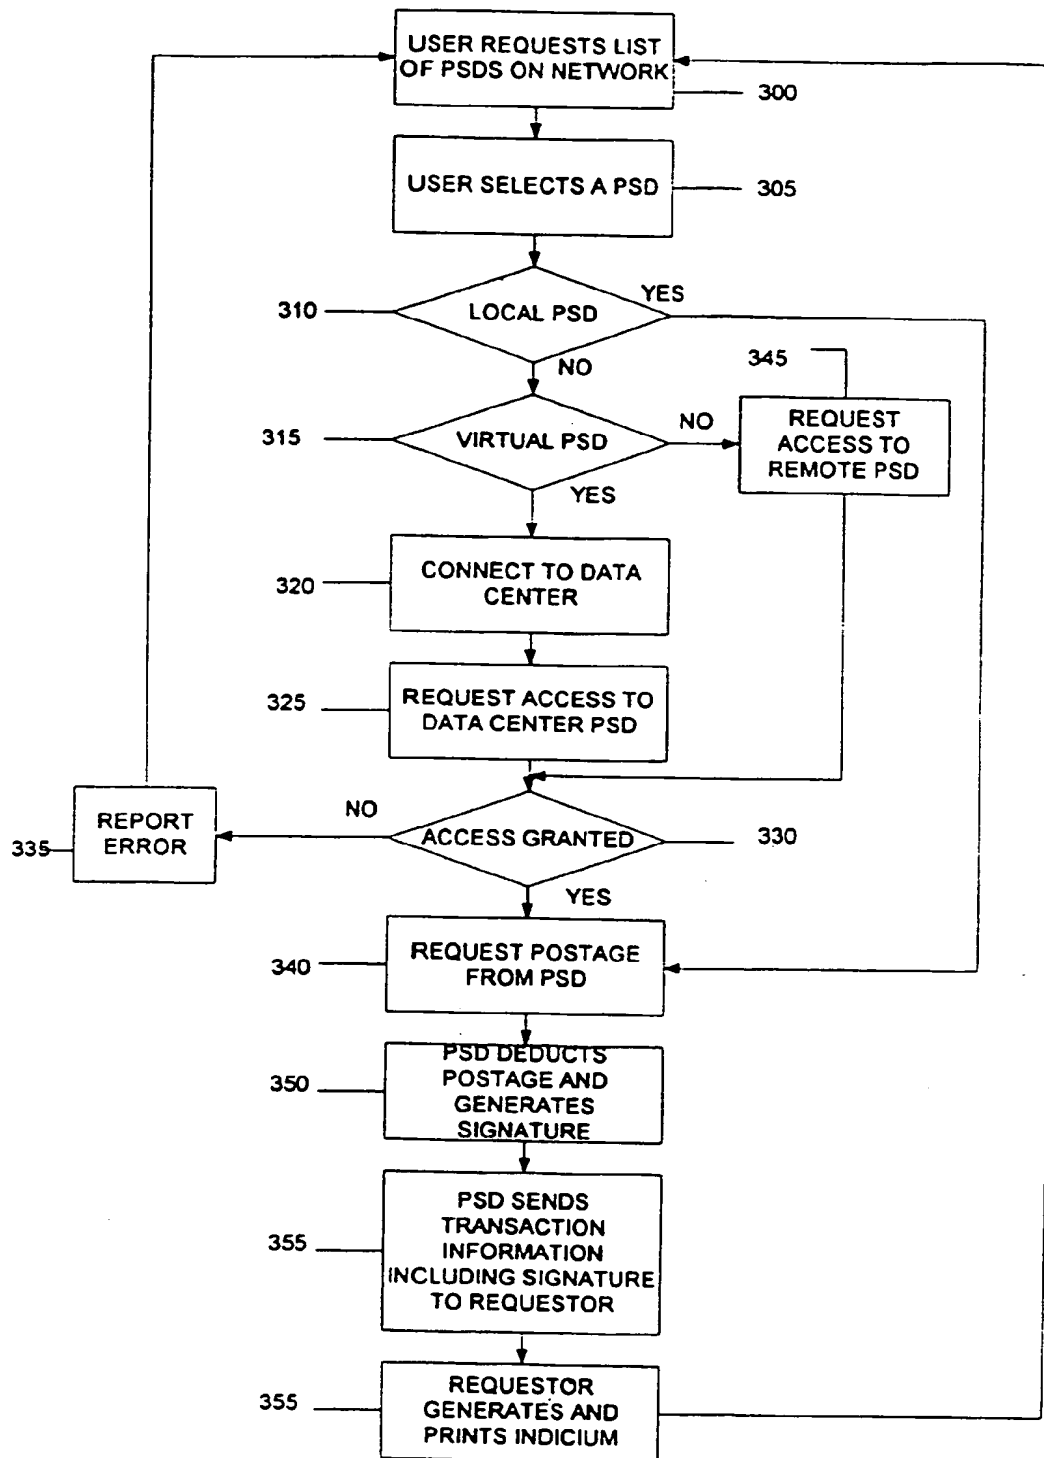 USER REQUESTS LIST
OF PSDS ON NETWORK
300
USER SELECTS A PSD
305
310
LOCAL PSD
YES
NO
345
315
VIRTUAL PSD
NO
REQUEST
ACCESS TO
REMOTE PSD
YES
320
CONNECT TO DATA
CENTER
325
REQUEST ACCESS TO
DATA CENTER PSD
NO
REPORT
ERROR
335
ACCESS GRANTED
330
YES
340
REQUEST POSTAGE
FROM PSD
350
PSD DEDUCTS
POSTAGE AND
GENERATES
SIGNATURE
355
PSD SENDS
TRANSACTION
INFORMATION
INCLUDING SIGNATURE
TO REQUESTOR
355
REQUESTOR
GENERATES AND
PRINTS INDICIUM